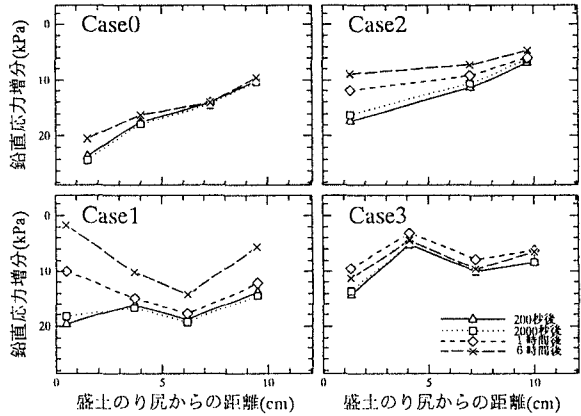 Case0
Case2
鉛直応力増分(kPa)
0
10
20
Case1
Case3
鉛直応力増分(kPa)
0
10
20
200秒後
2000秒後
1時間後
6時間後
0
5
10
0
5
10
盛土のり尻からの距離(cm)
盛土のり尻からの距離(cm)